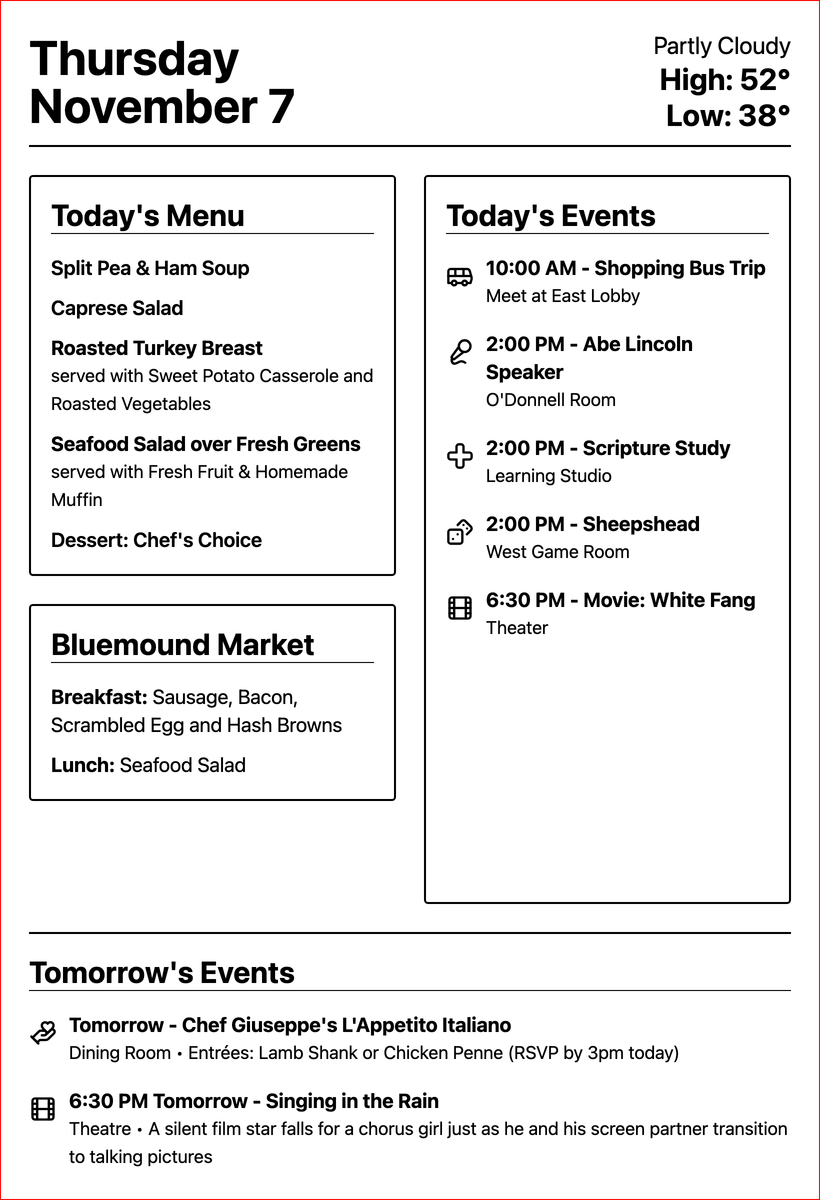 Thursday
November 7
Partly Cloudy
High: 52°
Low: 38°
Today's Menu
Split Pea & Ham Soup
Caprese Salad
Roasted Turkey Breast
served with Sweet Potato Casserole and
Roasted Vegetables
Seafood Salad over Fresh Greens
served with Fresh Fruit & Homemade
Muffin
Dessert: Chef's Choice
Bluemound Market
Breakfast: Sausage, Bacon,
Scrambled Egg and Hash Browns
Lunch: Seafood Salad
Today's Events
10:00 AM - Shopping Bus Trip
Meet at East Lobby
2:00 PM - Abe Lincoln
Speaker
O'Donnell Room
2:00 PM - Scripture Study
Learning Studio
2:00 PM - Sheepshead
West Game Room
6:30 PM - Movie: White Fang
Theater
Tomorrow's Events
Tomorrow - Chef Giuseppe's L'Appetito Italiano
Dining Room • Entrées: Lamb Shank or Chicken Penne (RSVP by 3pm today)
6:30 PM Tomorrow - Singing in the Rain
Theatre • A silent film star falls for a chorus girl just as he and his screen partner transition
to talking pictures